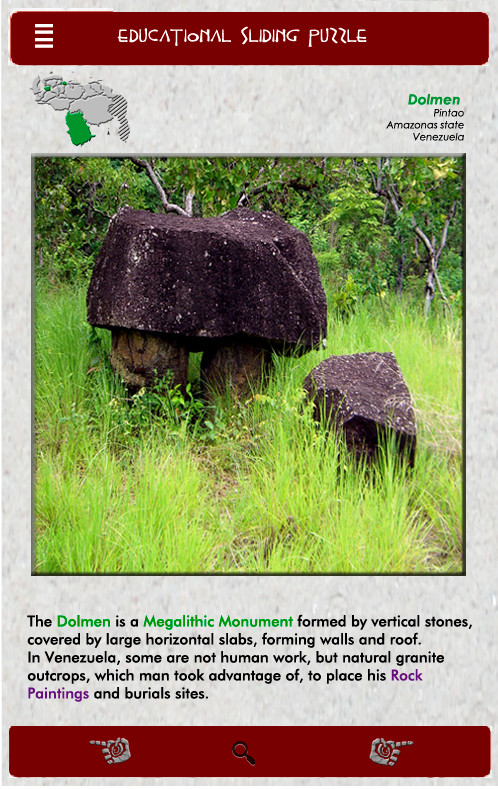 EDUCATIONAL SLIDING PUZZLE
Dolmen
Pintao
Amazonas state
Venezuela
The Dolmen is a Megalithic Monument formed by vertical stones,
covered by large horizontal slabs, forming walls and roof.
In Venezuela, some are not human work, but natural granite
outcrops, which man took advantage of, to place his Rock
Paintings and burials sites.